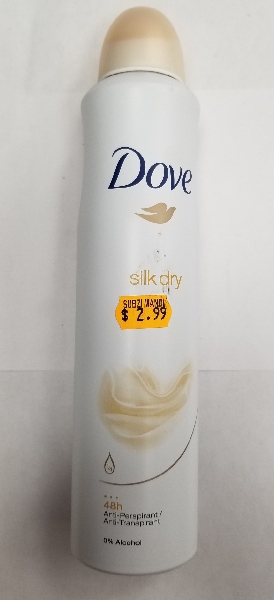 Dove
silk dry
SUBZI MANDI
$ 2.99
48h
Anti-Perspirant /
Anti-Transpirant
0% Alcohol